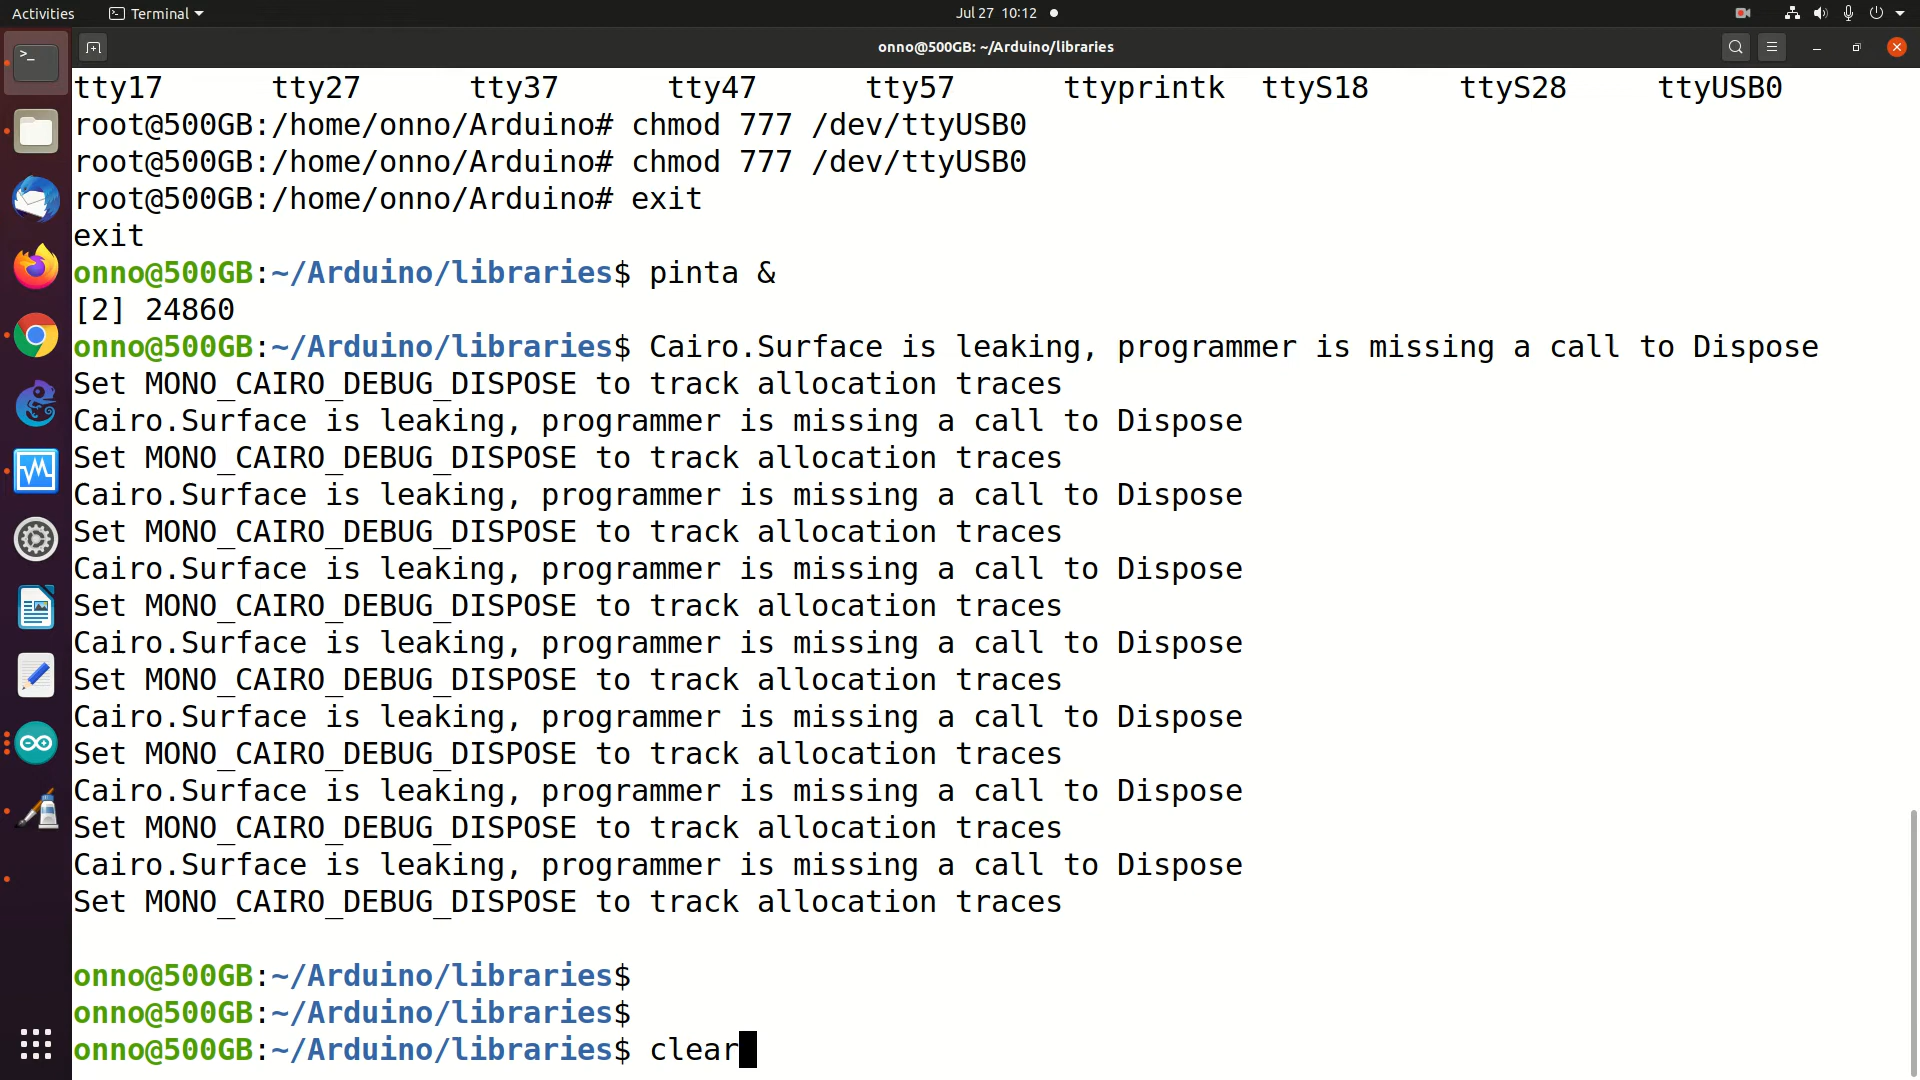 Activities
Terminal
Jul 27 10:12
onno@500GB: ~/Arduino/libraries
tty17 tty27 tty37 tty47 tty57 ttyprintk ttyS18 ttyS28 ttyUSB0
root@500GB:/home/onno/Arduino# chmod 777 /dev/ttyUSB0
root@500GB:/home/onno/Arduino# chmod 777 /dev/ttyUSB0
root@500GB:/home/onno/Arduino# exit
exit
onno@500GB:~/Arduino/libraries$ pinta &
[2] 24860
onno@500GB:~/Arduino/libraries$ Cairo.Surface is leaking, programmer is missing a call to Dispose
Set MONO_CAIRO_DEBUG_DISPOSE to track allocation traces
Cairo.Surface is leaking, programmer is missing a call to Dispose
Set MONO_CAIRO_DEBUG_DISPOSE to track allocation traces
Cairo.Surface is leaking, programmer is missing a call to Dispose
Set MONO_CAIRO_DEBUG_DISPOSE to track allocation traces
Cairo.Surface is leaking, programmer is missing a call to Dispose
Set MONO_CAIRO_DEBUG_DISPOSE to track allocation traces
Cairo.Surface is leaking, programmer is missing a call to Dispose
Set MONO_CAIRO_DEBUG_DISPOSE to track allocation traces
Cairo.Surface is leaking, programmer is missing a call to Dispose
Set MONO_CAIRO_DEBUG_DISPOSE to track allocation traces
Cairo.Surface is leaking, programmer is missing a call to Dispose
Set MONO_CAIRO_DEBUG_DISPOSE to track allocation traces
Cairo.Surface is leaking, programmer is missing a call to Dispose
Set MONO_CAIRO_DEBUG_DISPOSE to track allocation traces
onno@500GB:~/Arduino/libraries$
onno@500GB:~/Arduino/libraries$
onno@500GB:~/Arduino/libraries$ clear